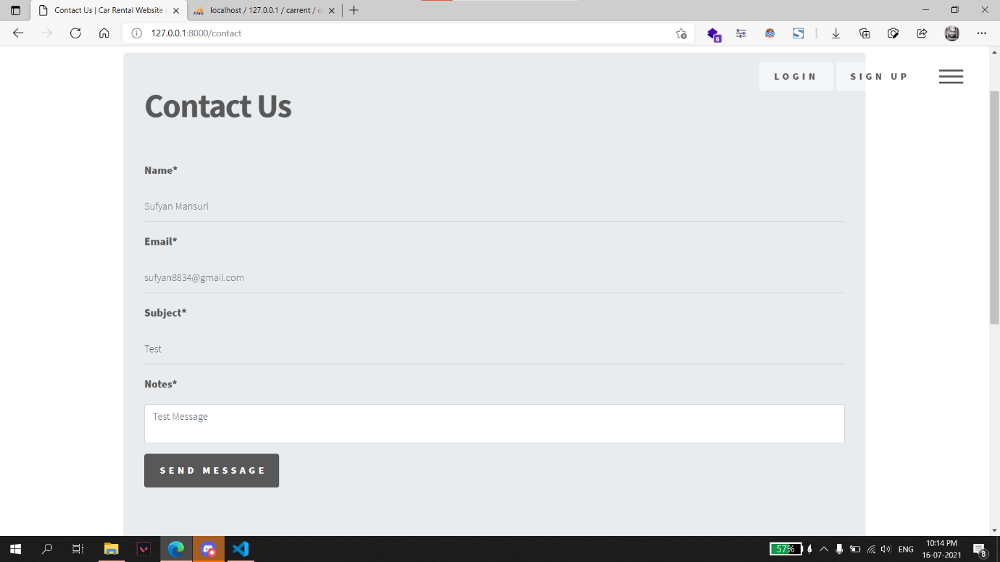 Contact Us | Car Rental Website |
localhost / 127.0.0.1 / carrent / c
127.0.0.1:8000/contact
6
LOGIN
SIGN UP
Contact Us
Name*
Sufyan Mansuri
Email*
sufyan8834@gmail.com
Subject*
Test
Notes*
Test Message
SEND MESSAGE
57%
ENG
10:14 PM
16-07-2021
8